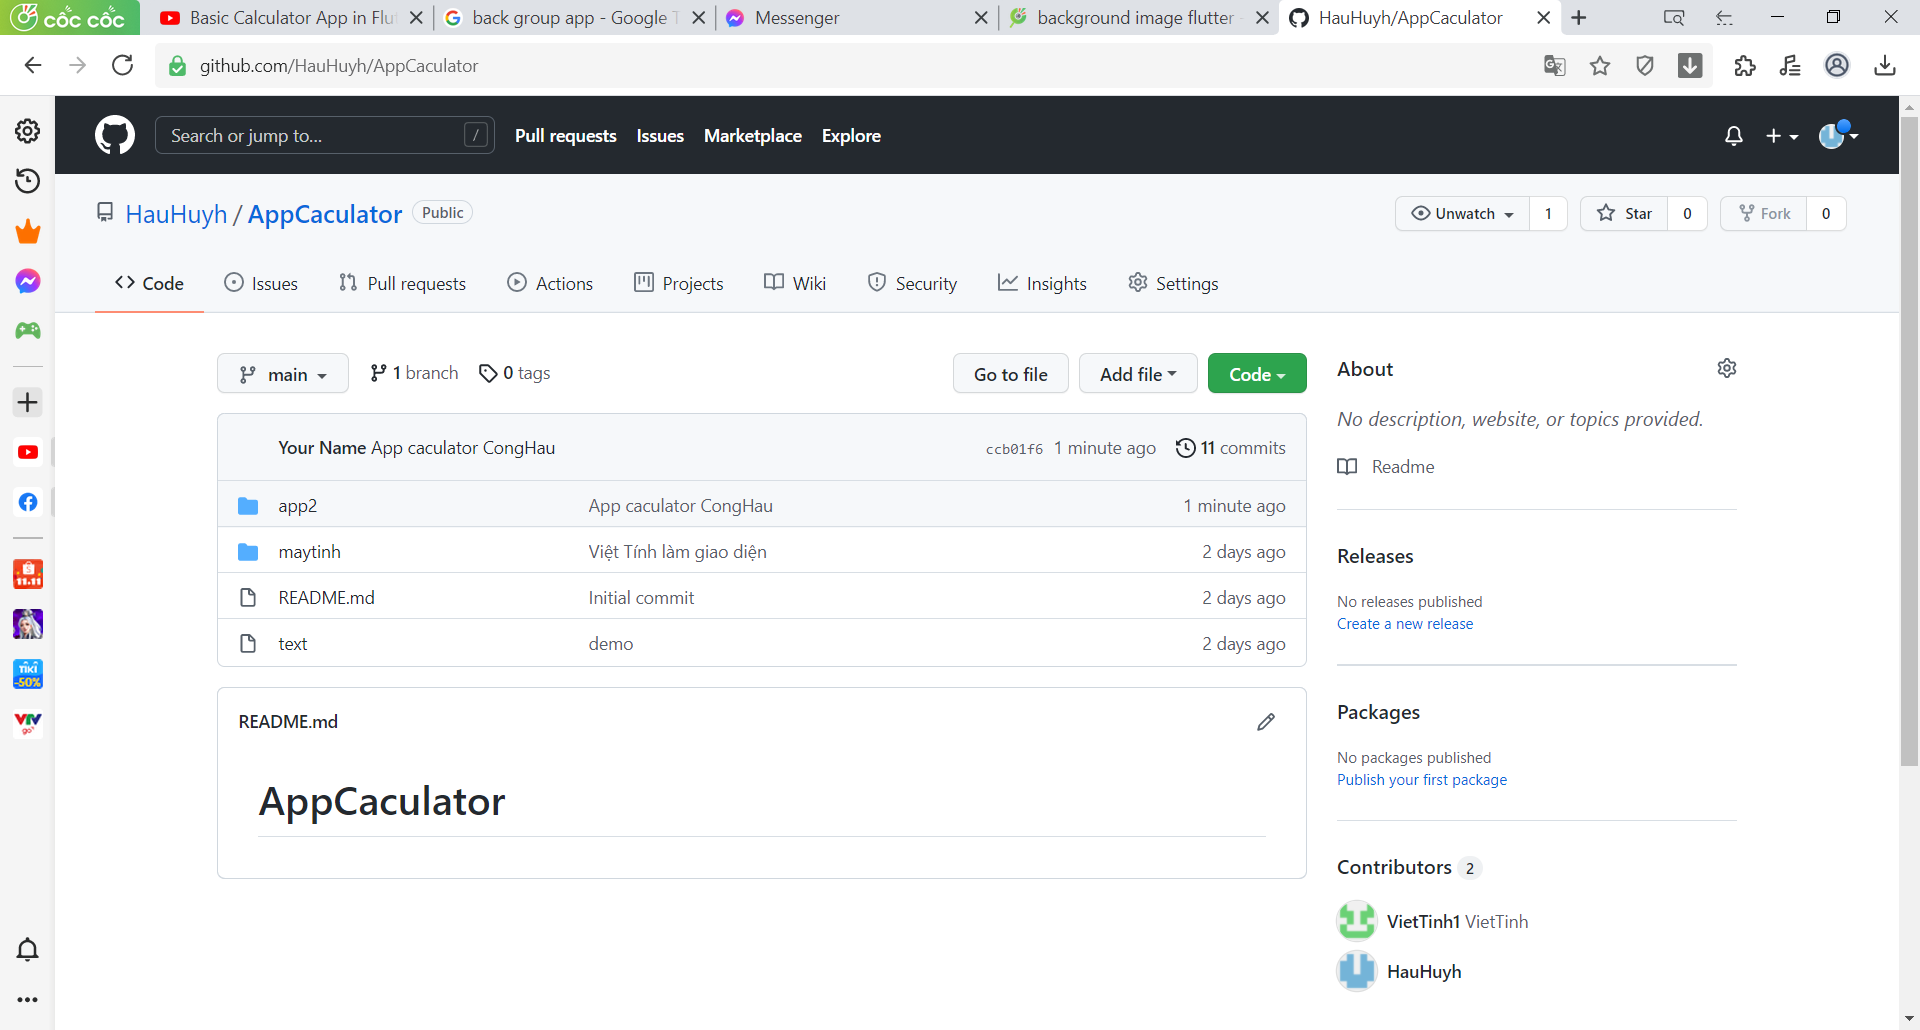 cốc cốc
Basic Calculator App in Flu
back group app - Google T
Messenger
background image flutter -
HauHuyh/AppCaculator
github.com/HauHuyh/AppCaculator
Search or jump to...
/
Pull requests
Issues
Marketplace
Explore
HauHuyh / AppCaculator
Public
Unwatch
1
Star
0
Fork
0
Code
Issues
Pull requests
Actions
Projects
Wiki
Security
Insights
Settings
main
1 branch
0 tags
Go to file
Add file
Code
Your Name App caculator CongHau
ccb01f6 1 minute ago
11 commits
app2
App caculator CongHau
1 minute ago
maytinh
Việt Tính làm giao diện
2 days ago
README.md
Initial commit
2 days ago
text
demo
2 days ago
README.md
AppCaculator
About
No description, website, or topics provided.
Readme
Releases
No releases published
Create a new release
Packages
No packages published
Publish your first package
Contributors 2
VietTinh1 VietTinh
HauHuyh
11.11
TIKI
-50%
VTV
go